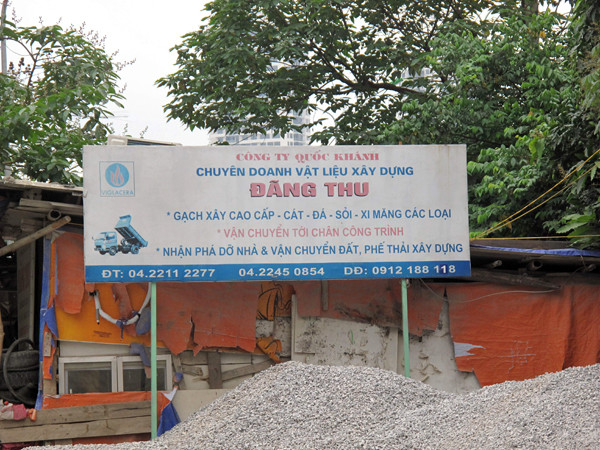 CÔNG TY QUỐC KHÁNH
CHUYÊN DOANH VẬT LIỆU XÂY DỰNG
ĐĂNG THU
VIGLACERA
* GẠCH XÂY CAO CẤP - CÁT - ĐÁ - SỎI - XI MĂNG CÁC LOẠI
* VẬN CHUYỂN TỚI CHÂN CÔNG TRÌNH
* NHẬN PHÁ DỠ NHÀ & VẬN CHUYỂN ĐẤT, PHẾ THẢI XÂY DỰNG
ĐT: 04.2211 2277 04.2245 0854 DĐ: 0912 188 118